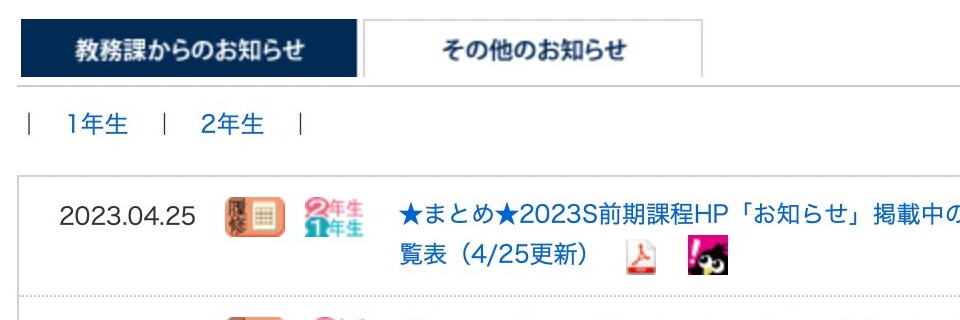 教務課からのお知らせ その他のお知らせ
| 1年生 | 2年生 |
2023.04.25 履修 2年生 1年生 ★まとめ★2023S前期課程HP「お知らせ」掲載中の
覧表（4/25更新）